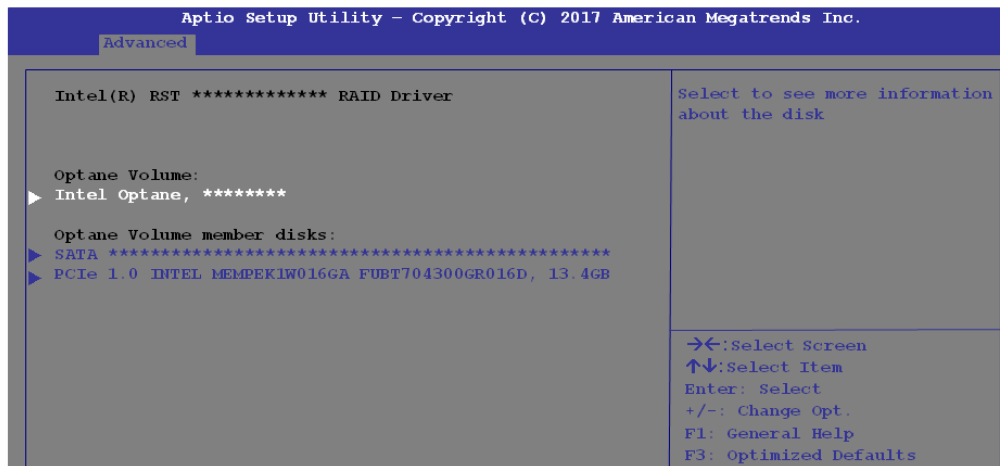 Aptio Setup Utility – Copyright (C) 2017 American Megatrends Inc.
Advanced
Intel(R) RST ************* RAID Driver
Optane Volume:
▶ Intel Optane, ********
Optane Volume member disks:
▶ SATA ************************************************
▶ PCIe 1.0 INTEL MEMPEK1W016GA FUBT704300GR016D, 13.4GB
Select to see more information
about the disk
→←:Select Screen
↑↓:Select Item
Enter: Select
+/-: Change Opt.
F1: General Help
F3: Optimized Defaults